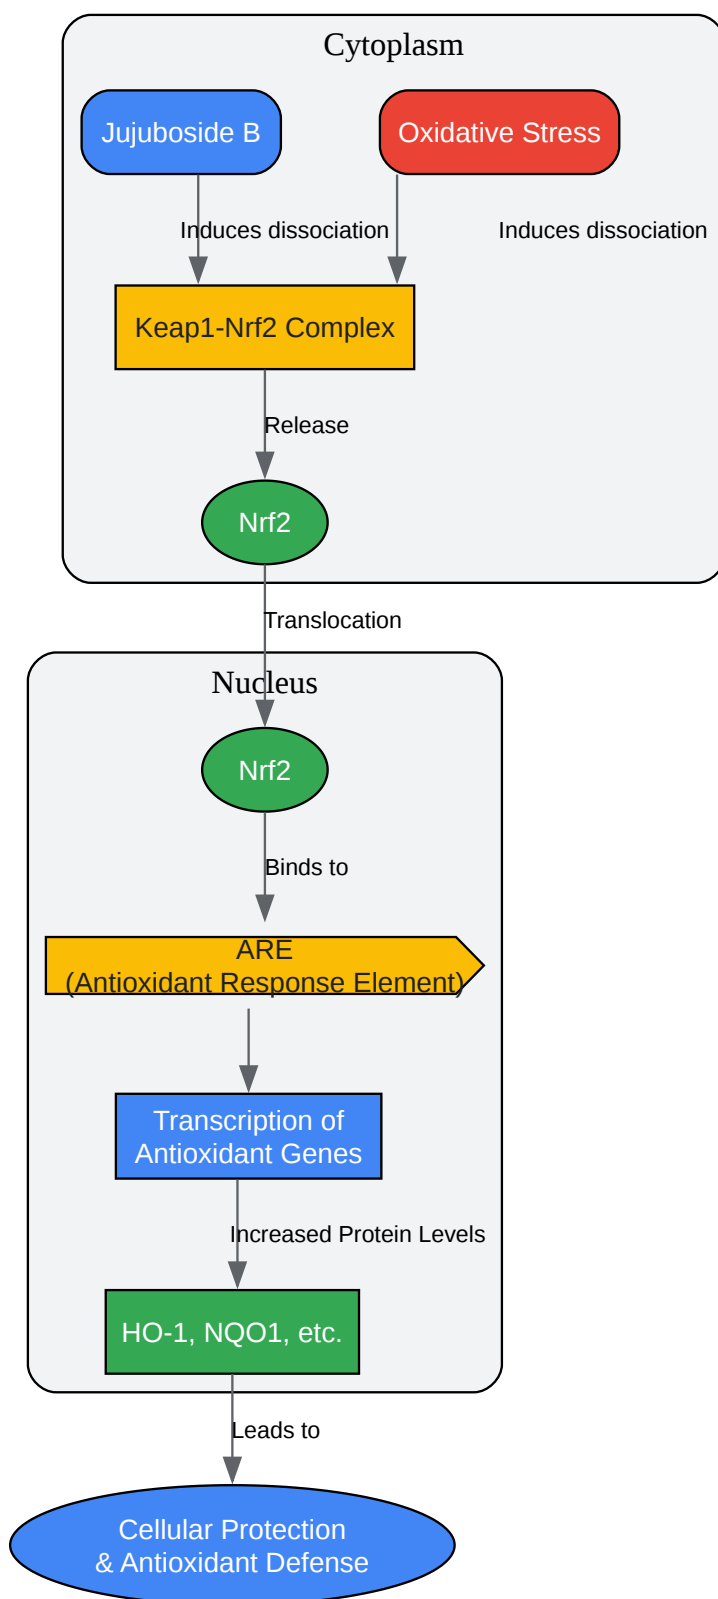 Cytoplasm
Jujuboside B
Oxidative Stress
Induces dissociation
Induces dissociation
Keap1-Nrf2 Complex
Release
Nrf2
Translocation
Nucleus
Nrf2
Binds to
ARE
(Antioxidant Response Element)
Transcription of
Antioxidant Genes
Increased Protein Levels
HO-1, NQO1, etc.
Leads to
Cellular Protection
& Antioxidant Defense